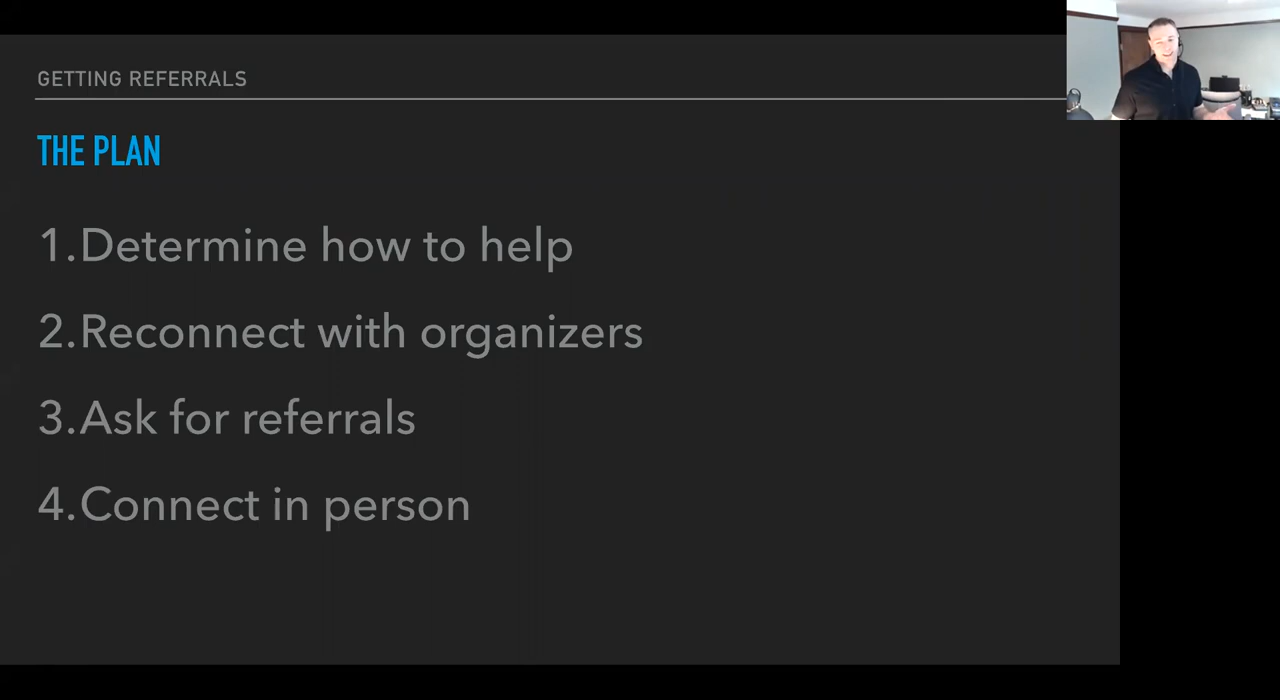 GETTING REFERRALS
THE PLAN
1.Determine how to help
2.Reconnect with organizers
3.Ask for referrals
4.Connect in person